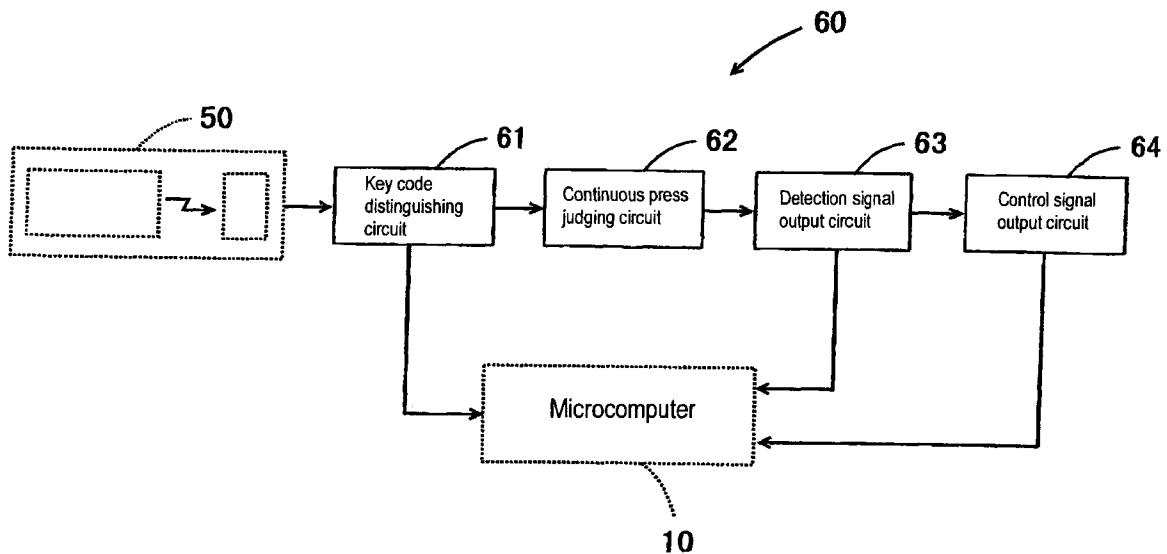 60
50
61
62
63
64
Key code
distinguishing
circuit
Continuous press
judging circuit
Detection signal
output circuit
Control signal
output circuit
Microcomputer
10